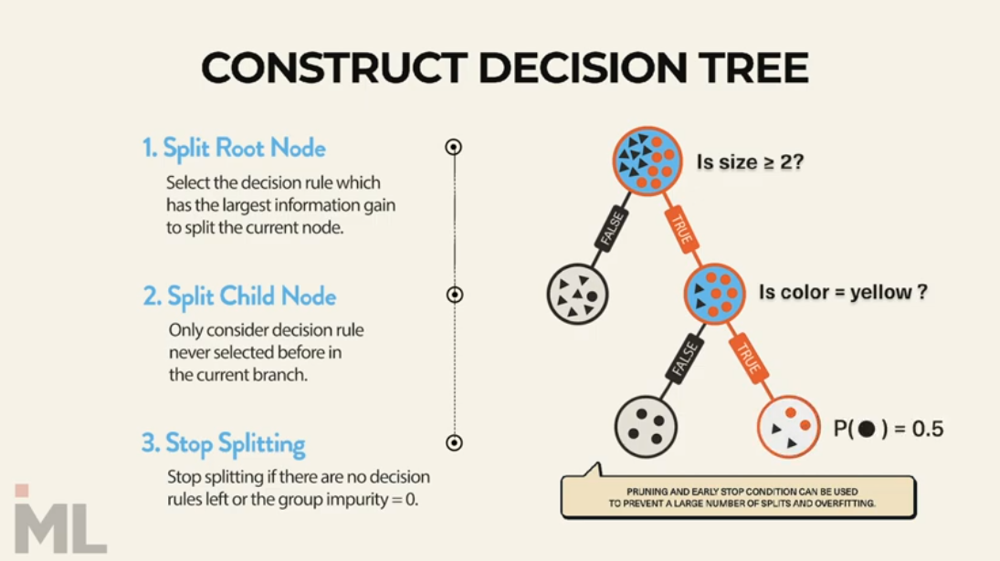 CONSTRUCT DECISION TREE
1. Split Root Node
Select the decision rule which
has the largest information gain
to split the current node.
2. Split Child Node
Only consider decision rule
never selected before in
the current branch.
3. Stop Splitting
Stop splitting if there are no decision
rules left or the group impurity = 0.
Is size ≥ 2?
FALSE
TRUE
Is color = yellow ?
FALSE
TRUE
P(●) = 0.5
PRUNING AND EARLY STOP CONDITION CAN BE USED
TO PREVENT A LARGE NUMBER OF SPLITS AND OVERFITTING.
ML